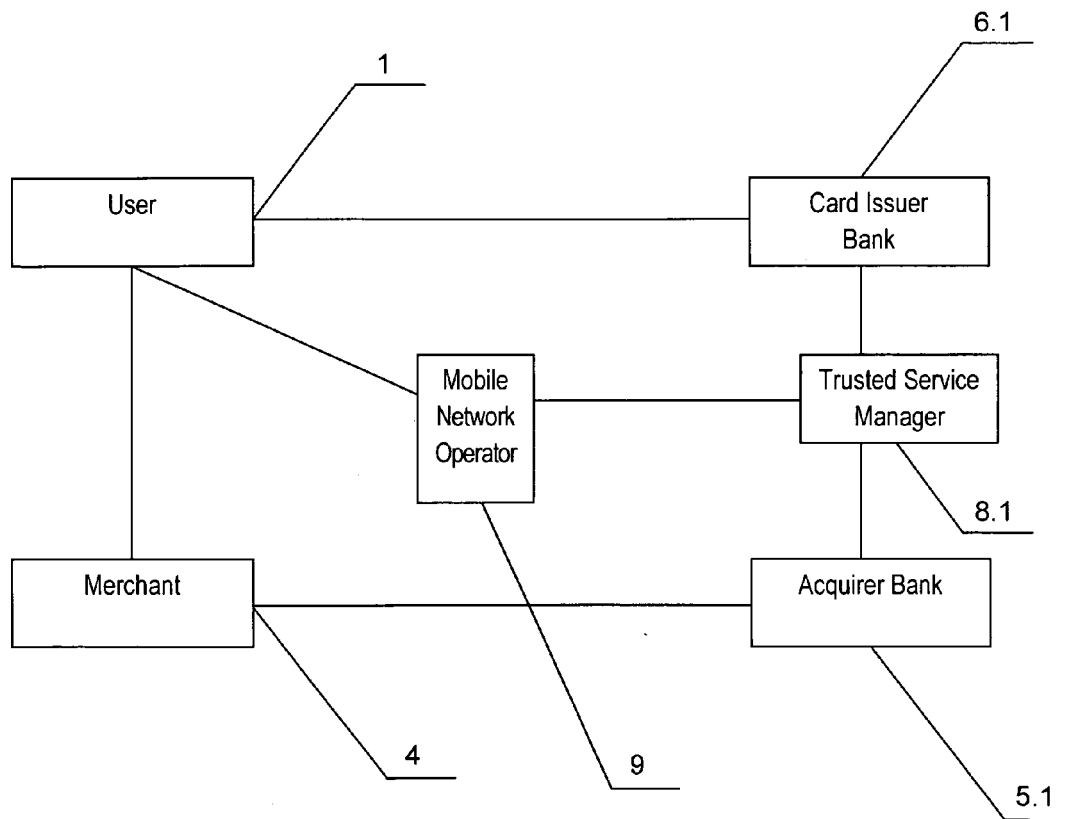 6.1
1
User
Card Issuer
Bank
Mobile
Network
Operator
Trusted Service
Manager
8.1
Merchant
Acquirer Bank
4
9
5.1